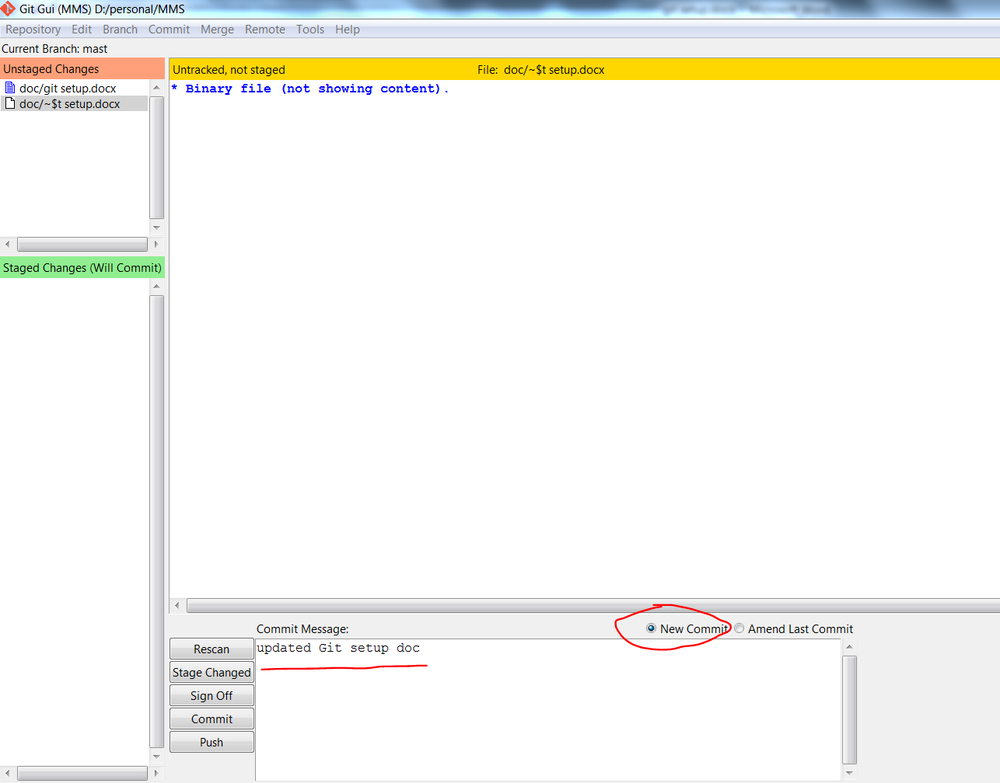 Git Gui (MMS) D:/personal/MMS
Repository Edit Branch Commit Merge Remote Tools Help
Current Branch: mast
Unstaged Changes
Untracked, not staged File: doc/~$t setup.docx
doc/git setup.docx
* Binary file (not showing content).
doc/~$t setup.docx
Staged Changes (Will Commit)
Commit Message:
New Commit Amend Last Commit
Rescan
updated Git setup doc
Stage Changed
Sign Off
Commit
Push